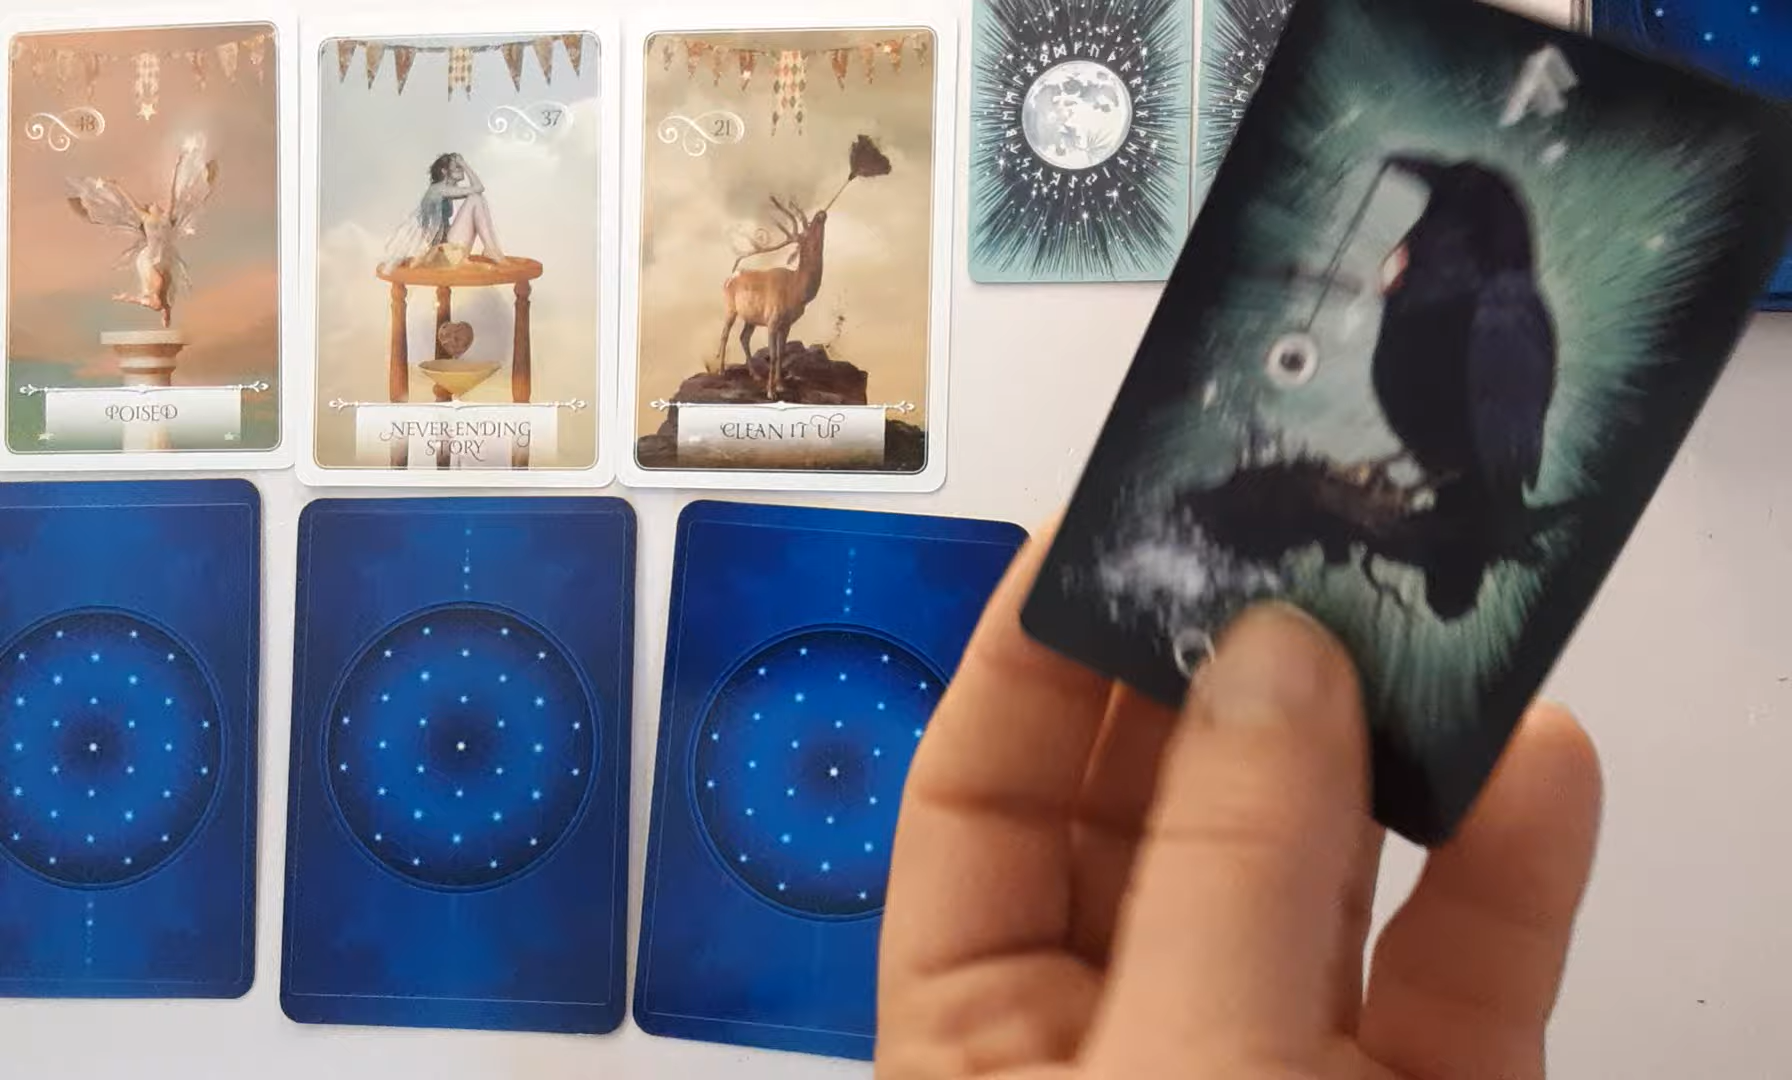 48
POISED
37
NEVER-ENDING
STORY
21
CLEAN IT UP